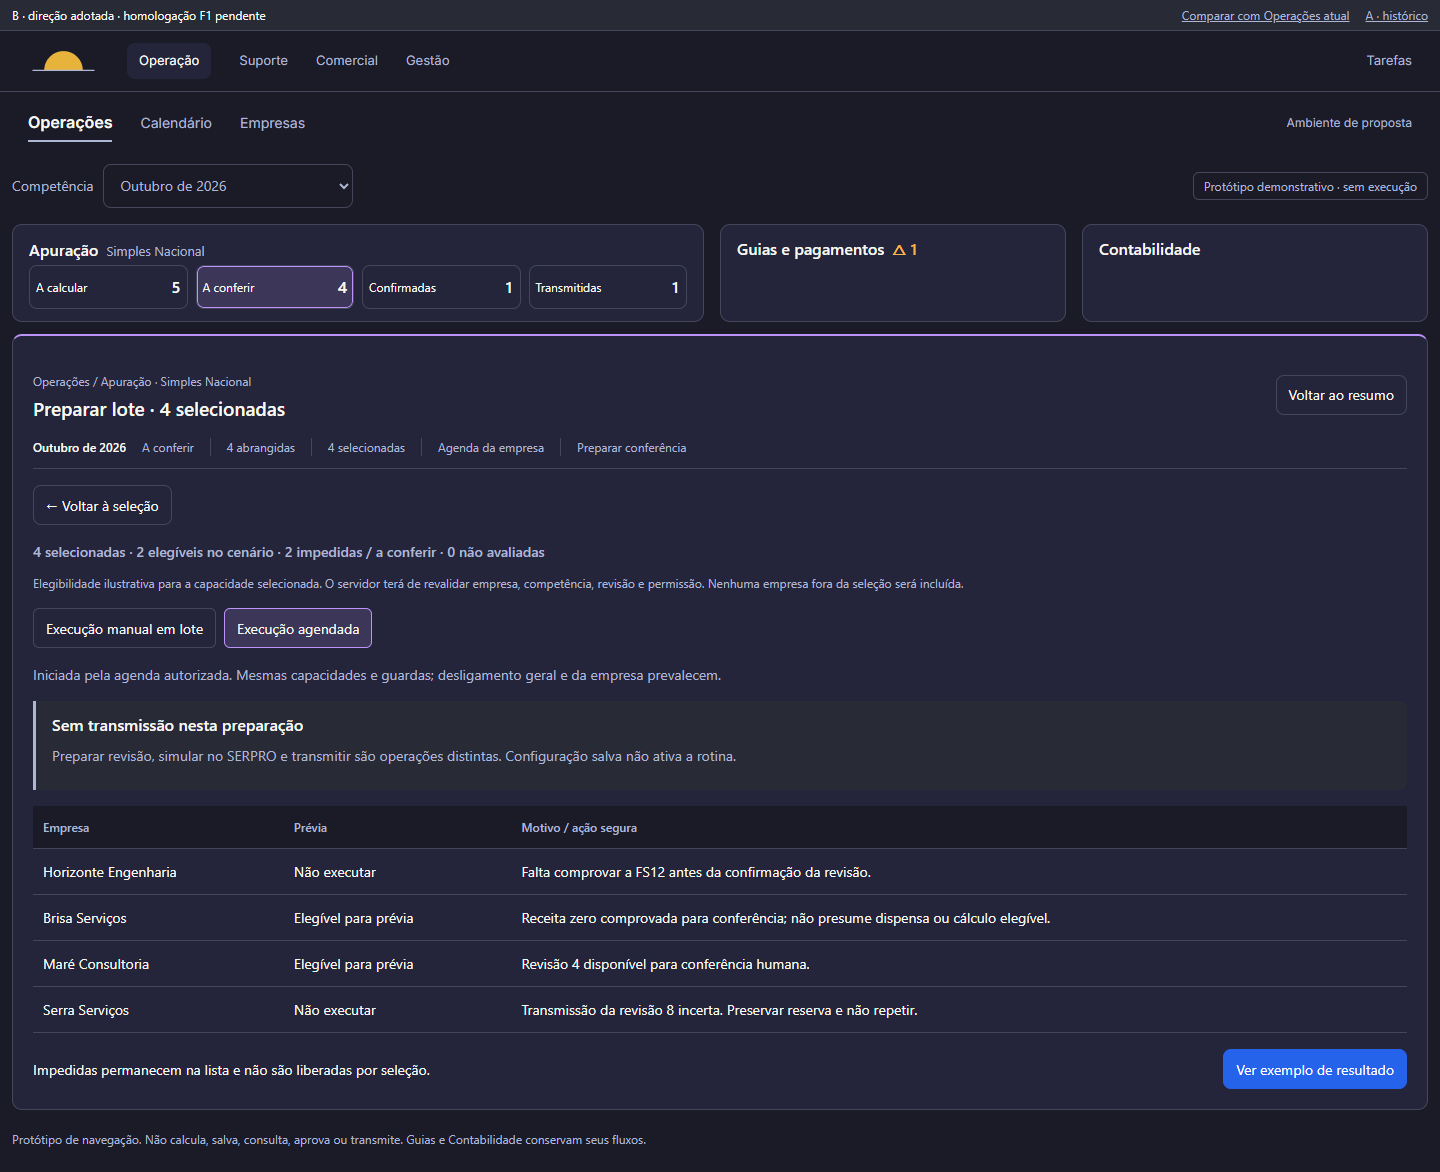 B · direção adotada · homologação F1 pendente
Comparar com Operações atual
A · histórico
Operação
Suporte
Comercial
Gestão
Tarefas
Operações
Calendário
Empresas
Ambiente de proposta
Competência
Outubro de 2026
Protótipo demonstrativo · sem execução
Apuração Simples Nacional
A calcular 5
A conferir 4
Confirmadas 1
Transmitidas 1
Guias e pagamentos △ 1
Contabilidade
Operações / Apuração · Simples Nacional
Preparar lote · 4 selecionadas
Voltar ao resumo
Outubro de 2026
A conferir
4 abrangidas
4 selecionadas
Agenda da empresa
Preparar conferência
← Voltar à seleção
4 selecionadas · 2 elegíveis no cenário · 2 impedidas / a conferir · 0 não avaliadas
Elegibilidade ilustrativa para a capacidade selecionada. O servidor terá de revalidar empresa, competência, revisão e permissão. Nenhuma empresa fora da seleção será incluída.
Execução manual em lote
Execução agendada
Iniciada pela agenda autorizada. Mesmas capacidades e guardas; desligamento geral e da empresa prevalecem.
Sem transmissão nesta preparação
Preparar revisão, simular no SERPRO e transmitir são operações distintas. Configuração salva não ativa a rotina.
Empresa Prévia Motivo / ação segura
Horizonte Engenharia Não executar Falta comprovar a FS12 antes da confirmação da revisão.
Brisa Serviços Elegível para prévia Receita zero comprovada para conferência; não presume dispensa ou cálculo elegível.
Maré Consultoria Elegível para prévia Revisão 4 disponível para conferência humana.
Serra Serviços Não executar Transmissão da revisão 8 incerta. Preservar reserva e não repetir.
Impedidas permanecem na lista e não são liberadas por seleção.
Ver exemplo de resultado
Protótipo de navegação. Não calcula, salva, consulta, aprova ou transmite. Guias e Contabilidade conservam seus fluxos.